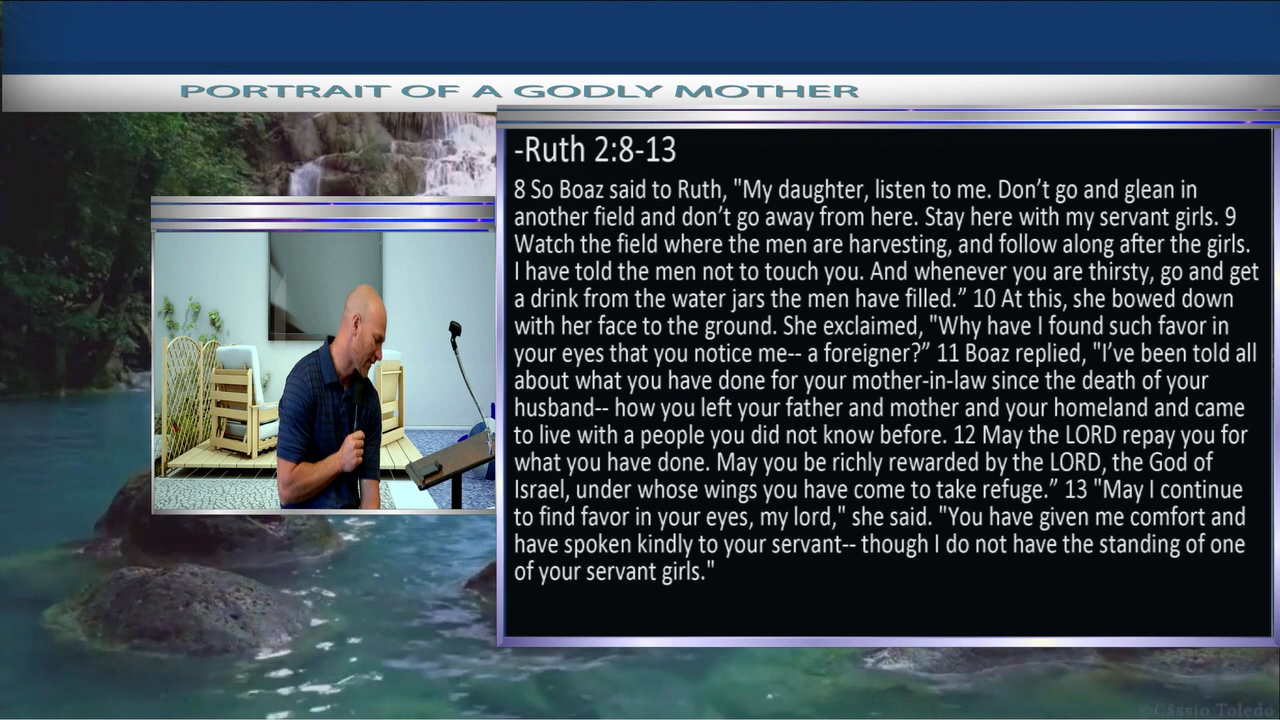 PORTRAIT OF A GODLY MOTHER
-Ruth 2:8-13
8 So Boaz said to Ruth, "My daughter, listen to me. Don’t go and glean in
another field and don’t go away from here. Stay here with my servant girls. 9
Watch the field where the men are harvesting, and follow along after the girls.
I have told the men not to touch you. And whenever you are thirsty, go and get
a drink from the water jars the men have filled.” 10 At this, she bowed down
with her face to the ground. She exclaimed, "Why have I found such favor in
your eyes that you notice me-- a foreigner?” 11 Boaz replied, "I’ve been told all
about what you have done for your mother-in-law since the death of your
husband-- how you left your father and mother and your homeland and came
to live with a people you did not know before. 12 May the LORD repay you for
what you have done. May you be richly rewarded by the LORD, the God of
Israel, under whose wings you have come to take refuge.” 13 "May I continue
to find favor in your eyes, my lord," she said. "You have given me comfort and
have spoken kindly to your servant-- though I do not have the standing of one
of your servant girls."
©Cássio Toledo